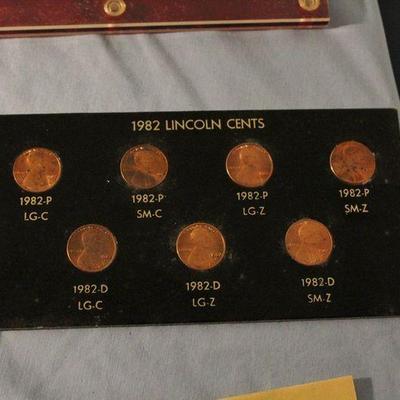 1982 LINCOLN CENTS
1982-P 1982-P 1982-P 1982-P
LG-C SM-C LG-Z SM-Z
1982-D 1982-D 1982-D
LG-C LG-Z SM-Z